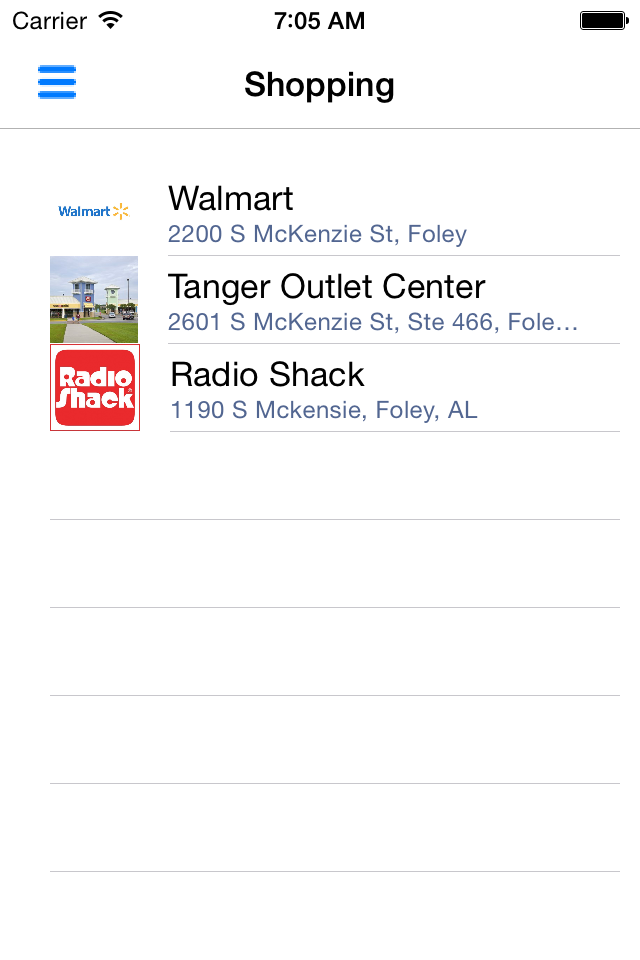 Carrier 7:05 AM
Shopping
Walmart
Walmart
2200 S McKenzie St, Foley
Tanger Outlet Center
2601 S McKenzie St, Ste 466, Fole…
Radio
Shack
Radio Shack
1190 S Mckensie, Foley, AL